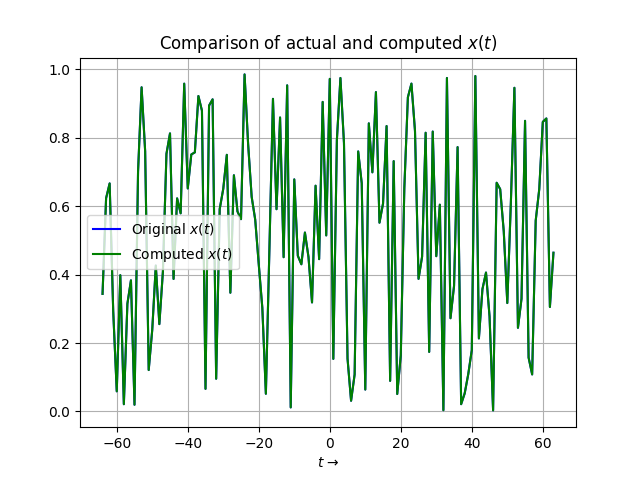 Comparison of actual and computed x(t)
1.0
0.8
0.6
0.4
0.2
0.0
Original x(t)
Computed x(t)
−60 −40 −20 0 20 40 60
t →